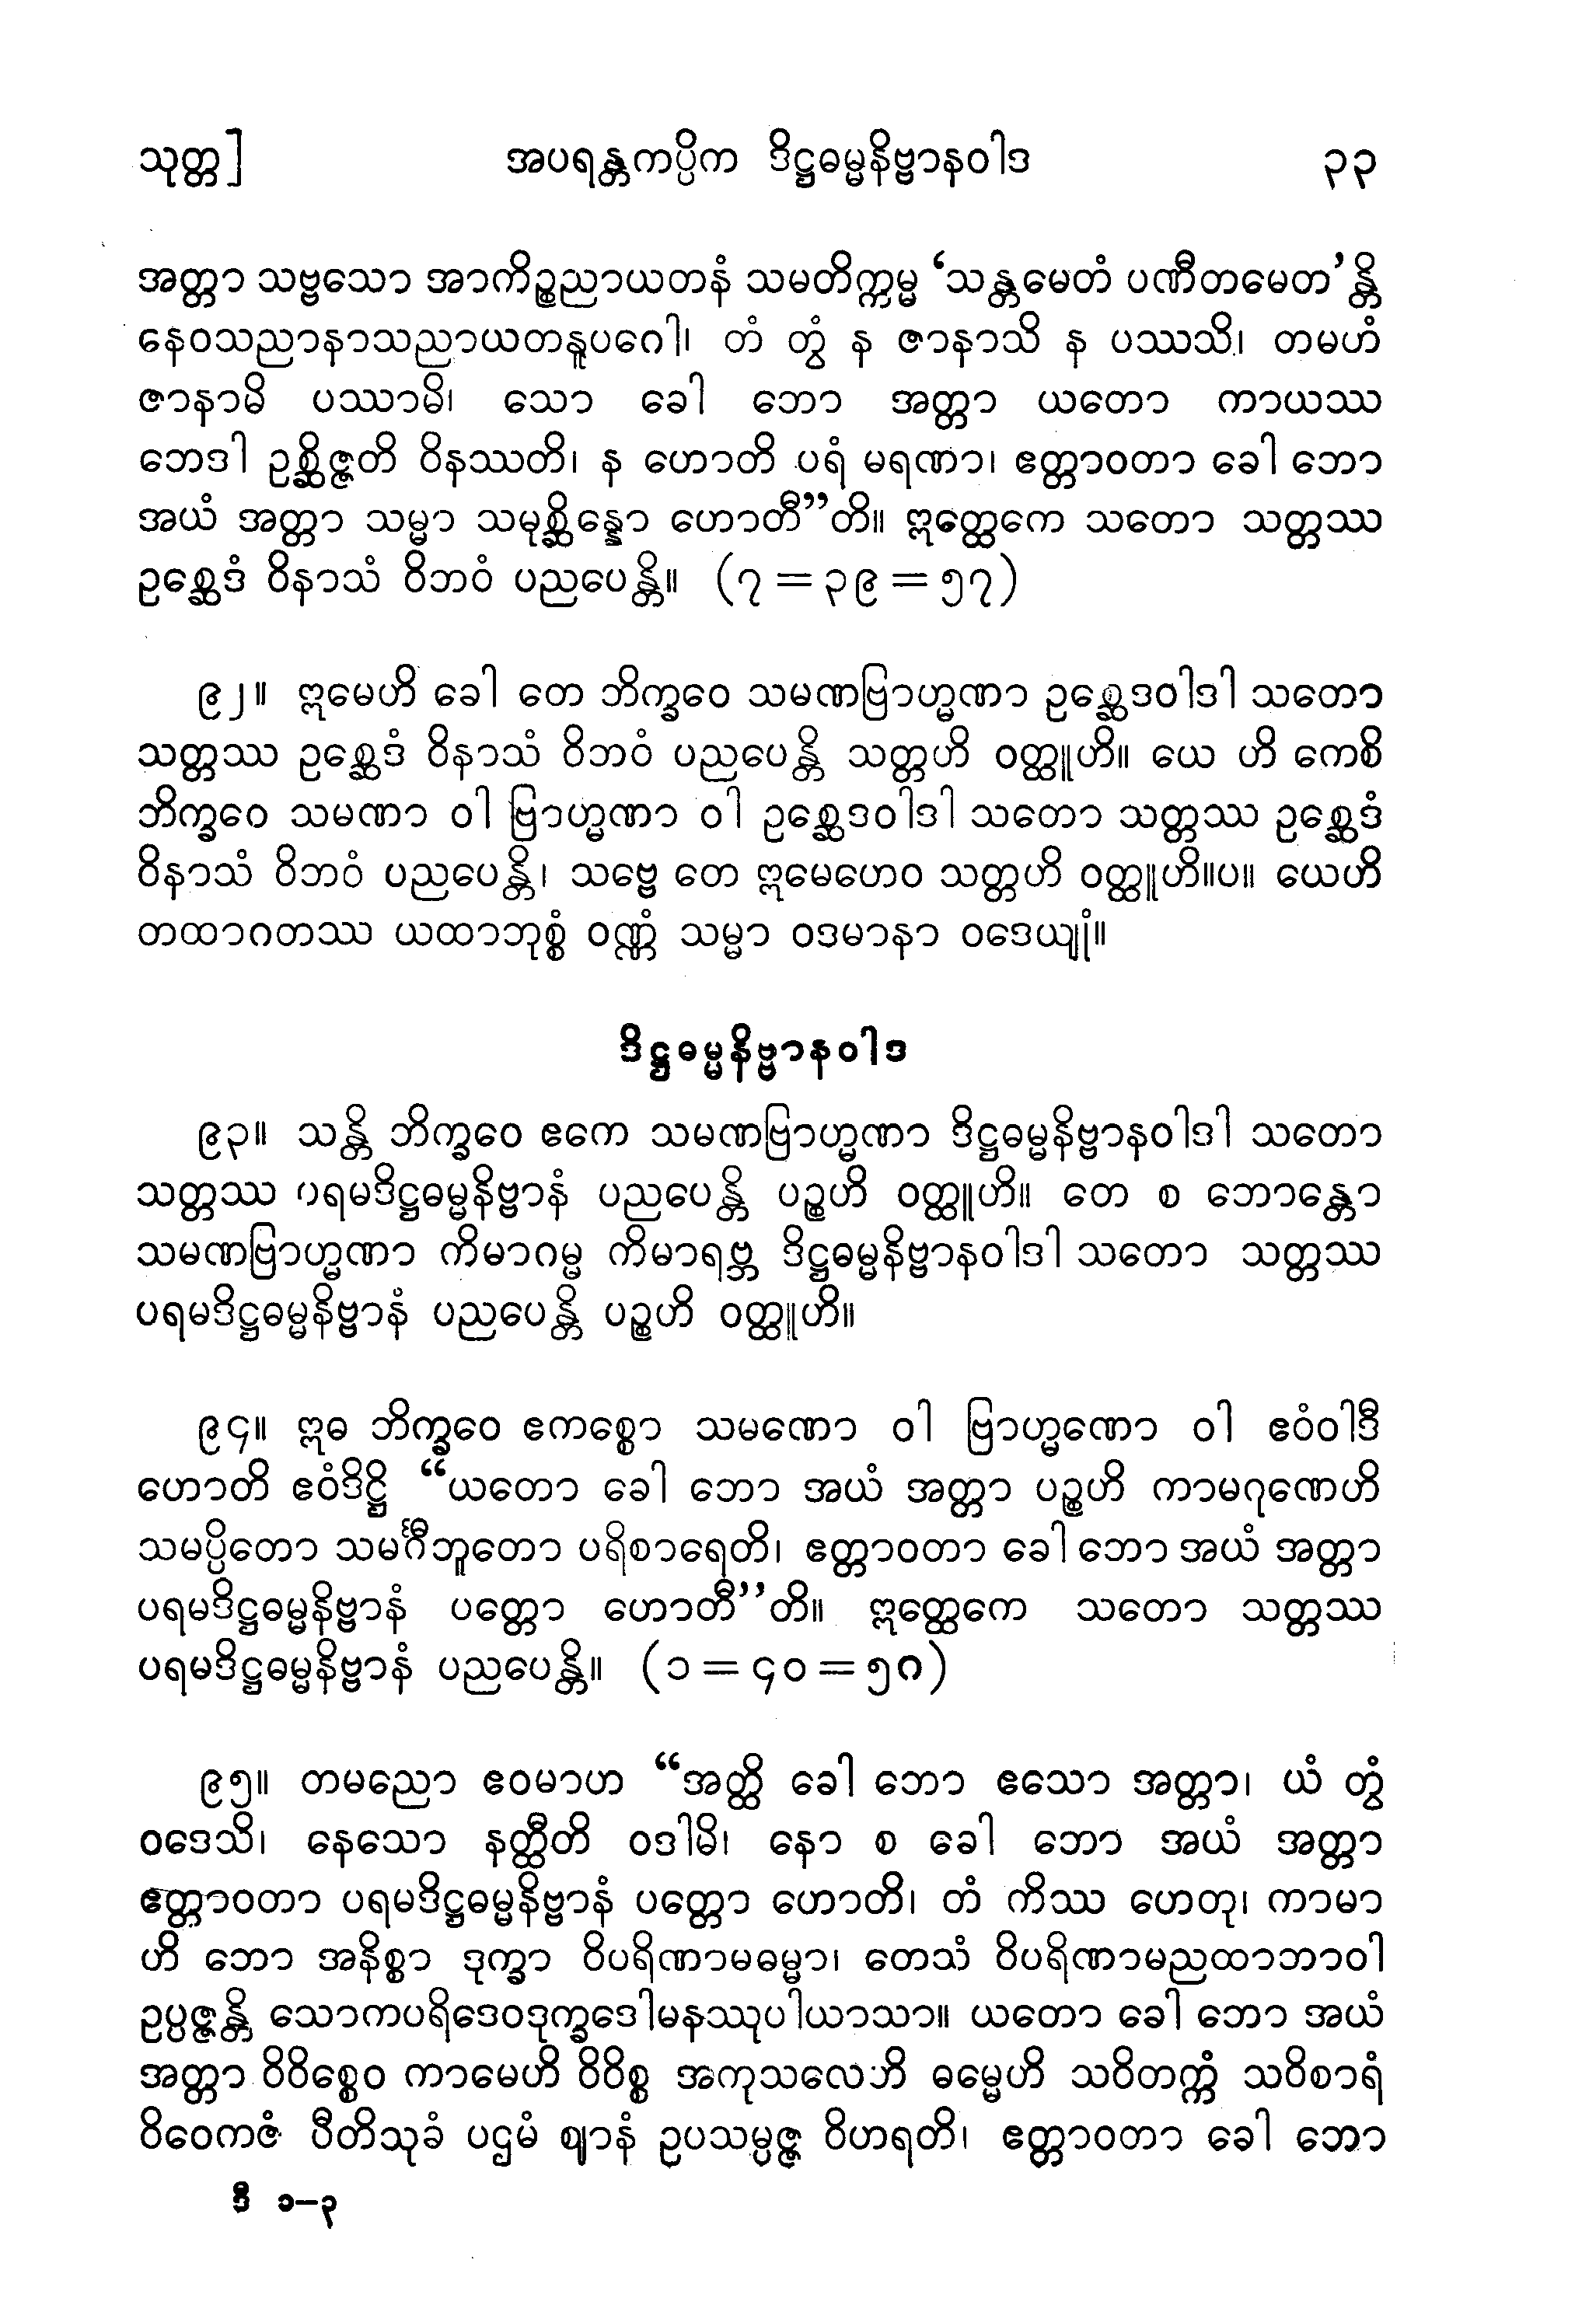 သုတ္တ]	အပရန္တကပ္ပိက ဒိဋ္ဌဓမ္မနိဗ္ဗာနဝါဒ	၃၃
အတ္တာ သဗ္ဗသော အာကိဉ္စညာယတနံ သမတိက္ကမ္မ ‘သန္တမေတံ ပဏီတမေတ’န္တိ
နေဝသညာနာသညာယတနူပဂေါ၊ တံ တွံ န ဇာနာသိ န ပဿသိ၊ တမဟံ
ဇာနာမိ ပဿာမိ၊ သော ခေါ ဘော အတ္တာ ယတော ကာယဿ
ဘေဒါ ဥစ္ဆိဇ္ဇတိ ဝိနဿတိ၊ န ဟောတိ ပရံ မရဏာ၊ ဧတ္တာဝတာ ခေါ ဘော
အယံ အတ္တာ သမ္မာ သမုစ္ဆိန္နော ဟောတီ”တိ။ ဣတ္ထေကေ သတော သတ္တဿ
ဥစ္ဆေဒံ ဝိနာသံ ဝိဘဝံ ပညပေန္တိ။ (၇=၃၉=၅၇)
၉၂။ ဣမေဟိ ခေါ တေ ဘိက္ခဝေ သမဏဗြာဟ္မဏာ ဥစ္ဆေဒဝါဒါ သတော
သတ္တဿ ဥစ္ဆေဒံ ဝိနာသံ ဝိဘဝံ ပညပေန္တိ သတ္တဟိ ဝတ္ထူဟိ။ ယေ ဟိ ကေစိ
ဘိက္ခဝေ သမဏာ ဝါ ဗြာဟ္မဏာ ဝါ ဥစ္ဆေဒဝါဒါ သတော သတ္တဿ ဥစ္ဆေဒံ
ဝိနာသံ ဝိဘဝံ ပညပေန္တိ၊ သဗ္ဗေ တေ ဣမေဟေဝ သတ္တဟိ ဝတ္ထူဟိ။ပ။ ယေဟိ
တထာဂတဿ ယထာဘုစ္စံ ဝဏ္ဏံ သမ္မာ ဝဒမာနာ ဝဒေယျုံ။
ဒိဋ္ဌဓမ္မနိဗ္ဗာနဝါဒ
၉၃။ သန္တိ ဘိက္ခဝေ ဧကေ သမဏဗြာဟ္မဏာ ဒိဋ္ဌဓမ္မနိဗ္ဗာနဝါဒါ သတော
သတ္တဿ ပရမဒိဋ္ဌဓမ္မနိဗ္ဗာနံ ပညပေန္တိ ပဉ္စဟိ ဝတ္ထူဟိ။ တေ စ ဘောန္တော
သမဏဗြာဟ္မဏာ ကိမာဂမ္မ ကိမာရဗ္ဘ ဒိဋ္ဌဓမ္မနိဗ္ဗာနဝါဒါ သတော သတ္တဿ
ပရမဒိဋ္ဌဓမ္မနိဗ္ဗာနံ ပညပေန္တိ ပဉ္စဟိ ဝတ္ထူဟိ။
၉၄။ ဣဓ ဘိက္ခဝေ ဧကစ္စော သမဏော ဝါ ဗြာဟ္မဏော ဝါ ဧဝံဝါဒီ
ဟောတိ ဧဝံဒိဋ္ဌိ “ယတော ခေါ ဘော အယံ အတ္တာ ပဉ္စဟိ ကာမဂုဏေဟိ
သမပ္ပိတော သမင်္ဂီဘူတော ပရိစာရေတိ၊ ဧတ္တာဝတာ ခေါ ဘော အယံ အတ္တာ
ပရမဒိဋ္ဌဓမ္မနိဗ္ဗာနံ ပတ္တော ဟောတီ”တိ။ ဣတ္ထေကေ သတော သတ္တဿ
ပရမဒိဋ္ဌဓမ္မနိဗ္ဗာနံ ပညပေန္တိ။ (၁=၄၀=၅၈)
၉၅။ တမညော ဧဝမာဟ “အတ္ထိ ခေါ ဘော ဧသော အတ္တာ၊ ယံ တွံ
ဝဒေသိ၊ နေသော နတ္ထီတိ ဝဒါမိ၊ နော စ ခေါ ဘော အယံ အတ္တာ
ဧတ္တာဝတာ ပရမဒိဋ္ဌဓမ္မနိဗ္ဗာနံ ပတ္တော ဟောတိ၊ တံ ကိဿ ဟေတု၊ ကာမာ
ဟိ ဘော အနိစ္စာ ဒုက္ခာ ဝိပရိဏာမဓမ္မာ၊ တေသံ ဝိပရိဏာမညထာဘာဝါ
ဥပ္ပဇ္ဇန္တိ သောကပရိဒေဝဒုက္ခဒေါမနဿုပါယာသာ။ ယတော ခေါ ဘော အယံ
အတ္တာ ဝိဝိစ္စေဝ ကာမေဟိ ဝိဝိစ္စ အကုသလေဟိ ဓမ္မေဟိ သဝိတက္ကံ သဝိစာရံ
ဝိဝေကဇံ ပီတိသုခံ ပဌမံ ဈာနံ ဥပသမ္ပဇ္ဇ ဝိဟရတိ၊ ဧတ္တာဝတာ ခေါ ဘော
ဒီ ၁–၃